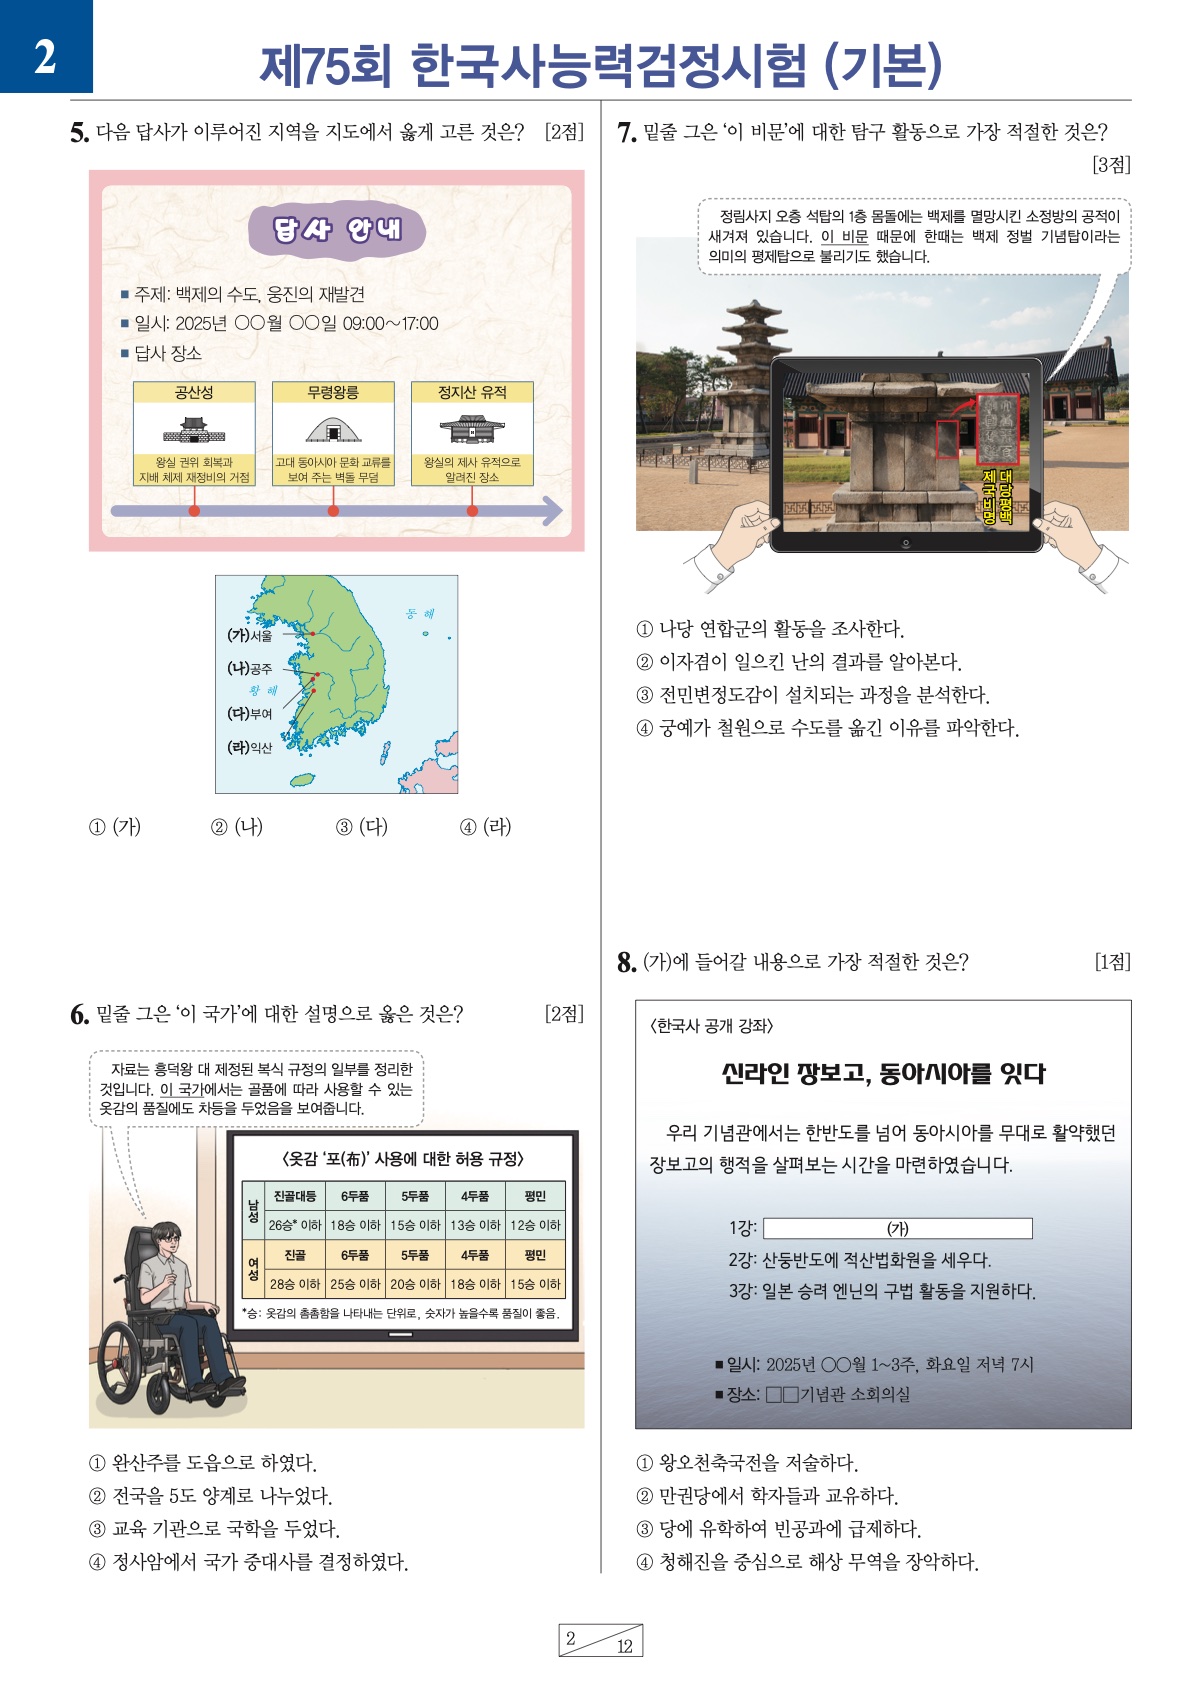 2
제75회 한국사능력검정시험 (기본)
5. 다음 답사가 이루어진 지역을 지도에서 옳게 고른 것은? [2점]
답사 안내
■ 주제: 백제의 수도, 웅진의 재발견
■ 일시: 2025년 ○○월 ○○일 09:00~17:00
■ 답사 장소
공산성 무령왕릉 정지산 유적
왕실 권위 회복과 고대 동아시아 문화 교류를 왕실의 제사 유적으로
지배 체제 재정비의 거점 보여 주는 벽돌 무덤 알려진 장소
동 해
(가)서울
(나)공주
황 해
(다)부여
(라)익산
① (가) ② (나) ③ (다) ④ (라)
6. 밑줄 그은 ‘이 국가’에 대한 설명으로 옳은 것은? [2점]
자료는 흥덕왕 대 제정된 복식 규정의 일부를 정리한
것입니다. 이 국가에서는 골품에 따라 사용할 수 있는
옷감의 품질에도 차등을 두었음을 보여줍니다.
〈옷감 ‘포(布)’ 사용에 대한 허용 규정〉
남성 진골대등 6두품 5두품 4두품 평민
26승* 이하 18승 이하 15승 이하 13승 이하 12승 이하
여성 진골 6두품 5두품 4두품 평민
28승 이하 25승 이하 20승 이하 18승 이하 15승 이하
*승: 옷감의 촘촘함을 나타내는 단위로, 숫자가 높을수록 품질이 좋음.
① 완산주를 도읍으로 하였다.
② 전국을 5도 양계로 나누었다.
③ 교육 기관으로 국학을 두었다.
④ 정사암에서 국가 중대사를 결정하였다.
7. 밑줄 그은 ‘이 비문’에 대한 탐구 활동으로 가장 적절한 것은?
[3점]
정림사지 오층 석탑의 1층 몸돌에는 백제를 멸망시킨 소정방의 공적이
새겨져 있습니다. 이 비문 때문에 한때는 백제 정벌 기념탑이라는
의미의 평제탑으로 불리기도 했습니다.
대당평백
제국비명
① 나당 연합군의 활동을 조사한다.
② 이자겸이 일으킨 난의 결과를 알아본다.
③ 전민변정도감이 설치되는 과정을 분석한다.
④ 궁예가 철원으로 수도를 옮긴 이유를 파악한다.
8. (가)에 들어갈 내용으로 가장 적절한 것은? [1점]
〈한국사 공개 강좌〉
신라인 장보고, 동아시아를 잇다
우리 기념관에서는 한반도를 넘어 동아시아를 무대로 활약했던
장보고의 행적을 살펴보는 시간을 마련하였습니다.
1강: (가)
2강: 산둥반도에 적산법화원을 세우다.
3강: 일본 승려 엔닌의 구법 활동을 지원하다.
■ 일시: 2025년 ○○월 1~3주, 화요일 저녁 7시
■ 장소: □□기념관 소회의실
① 왕오천축국전을 저술하다.
② 만권당에서 학자들과 교유하다.
③ 당에 유학하여 빈공과에 급제하다.
④ 청해진을 중심으로 해상 무역을 장악하다.
2
12